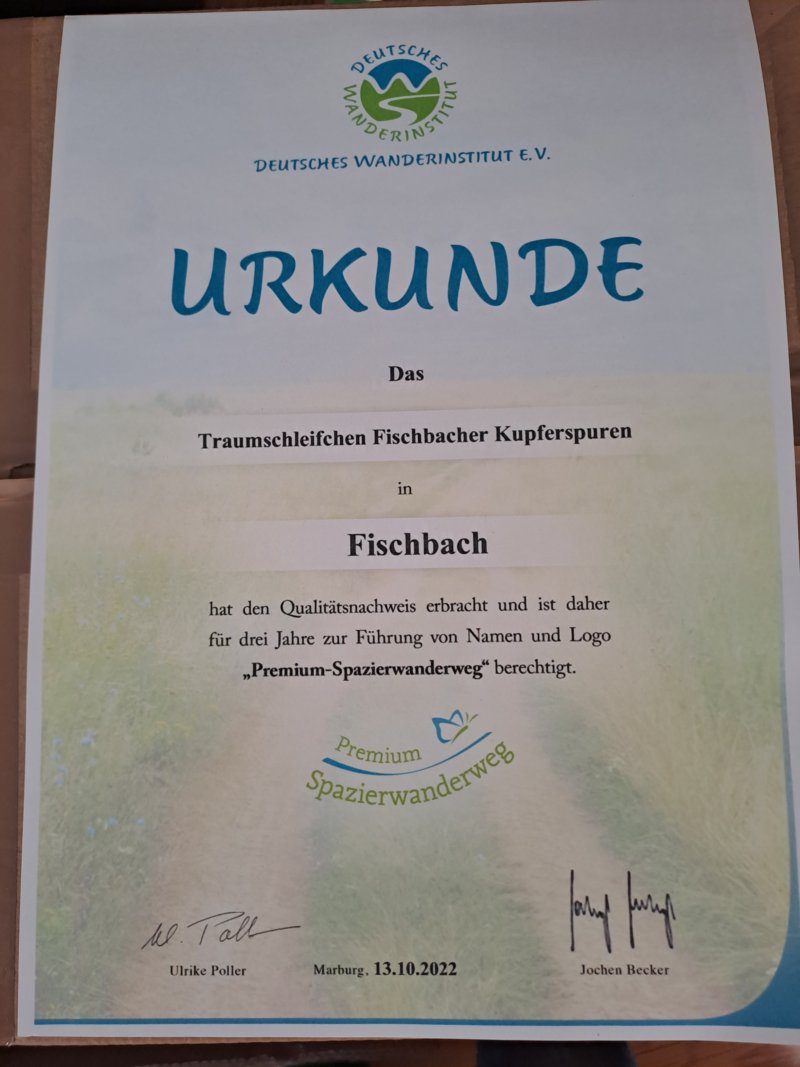 DEUTSCHES
WANDERINSTITUT
DEUTSCHES WANDERINSTITUT E.V.
URKUNDE
Das
Traumschleifchen Fischbacher Kupferspuren
in
Fischbach
hat den Qualitätsnachweis erbracht und ist daher
für drei Jahre zur Führung von Namen und Logo
„Premium-Spazierwanderweg“ berechtigt.
Premium
Spazierwanderweg
Ulrike Poller
Marburg, 13.10.2022
Jochen Becker